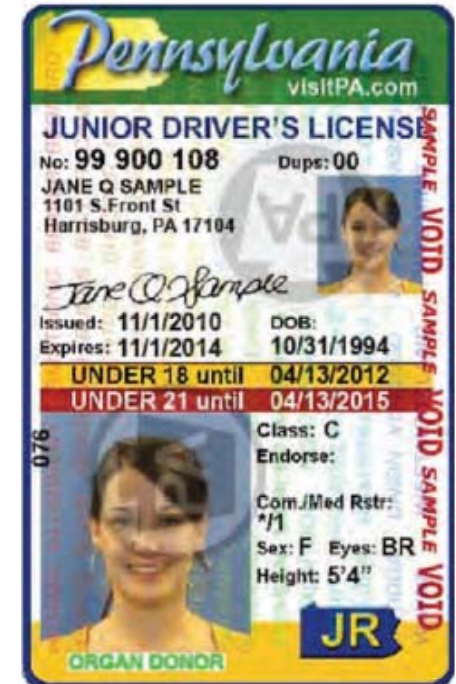 Pennsylvania
visitPA.com
JUNIOR DRIVER'S LICENSE
No: 99 900 108 Dups: 00
JANE Q SAMPLE
1101 S.Front St
Harrisburg, PA 17104
Jane Q Sample
Issued: 11/1/2010 DOB:
Expires: 11/1/2014 10/31/1994
UNDER 18 until 04/13/2012
UNDER 21 until 04/13/2015
076
Class: C
Endorse:
Com./Med Rstr:
*/1
Sex: F Eyes: BR
Height: 5'4"
JR
ORGAN DONOR
SAMPLE VOID SAMPLE VOID SAMPLE VOID
PA
PA